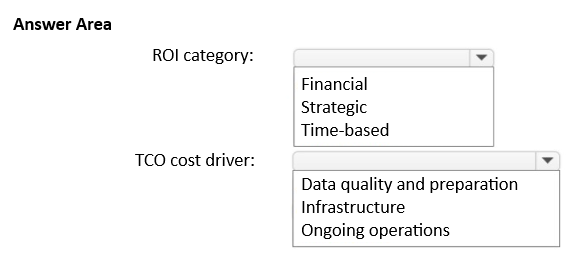 Answer Area
ROI category:
Financial
Strategic
Time-based
TCO cost driver:
Data quality and preparation
Infrastructure
Ongoing operations